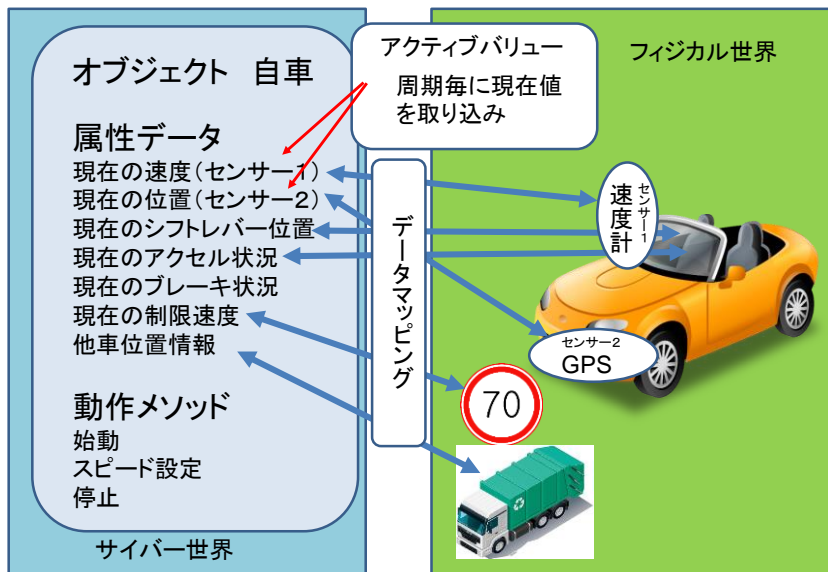 アクティブバリュー
周期毎に現在値
を取り込み
フィジカル世界
オブジェクト 自車
属性データ
現在の速度(センサー1)
現在の位置(センサー2)
現在のシフトレバー位置
現在のアクセル状況
現在のブレーキ状況
現在の制限速度
他車位置情報
動作メソッド
始動
スピード設定
停止
サイバー世界
データマッピング
センサー1
速度計
センサー2
GPS
70